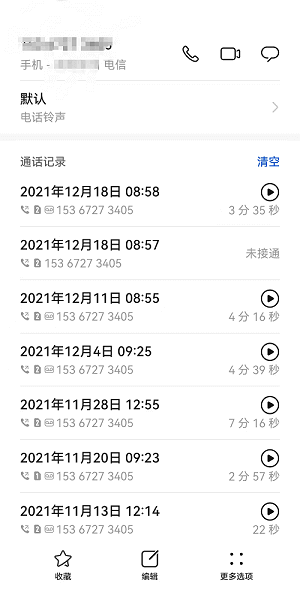 手机 - 电信
默认
电话铃声
通话记录 清空
2021年12月18日 08:58
153 6727 3405 3 分 35 秒
2021年12月18日 08:57
153 6727 3405 未接通
2021年12月11日 08:55
153 6727 3405 4 分 16 秒
2021年12月4日 09:25
153 6727 3405 4 分 39 秒
2021年11月28日 12:55
153 6727 3405 7 分 16 秒
2021年11月20日 09:23
153 6727 3405 2 分 57 秒
2021年11月13日 12:14
153 6727 3405 22 秒
收藏 编辑 更多选项